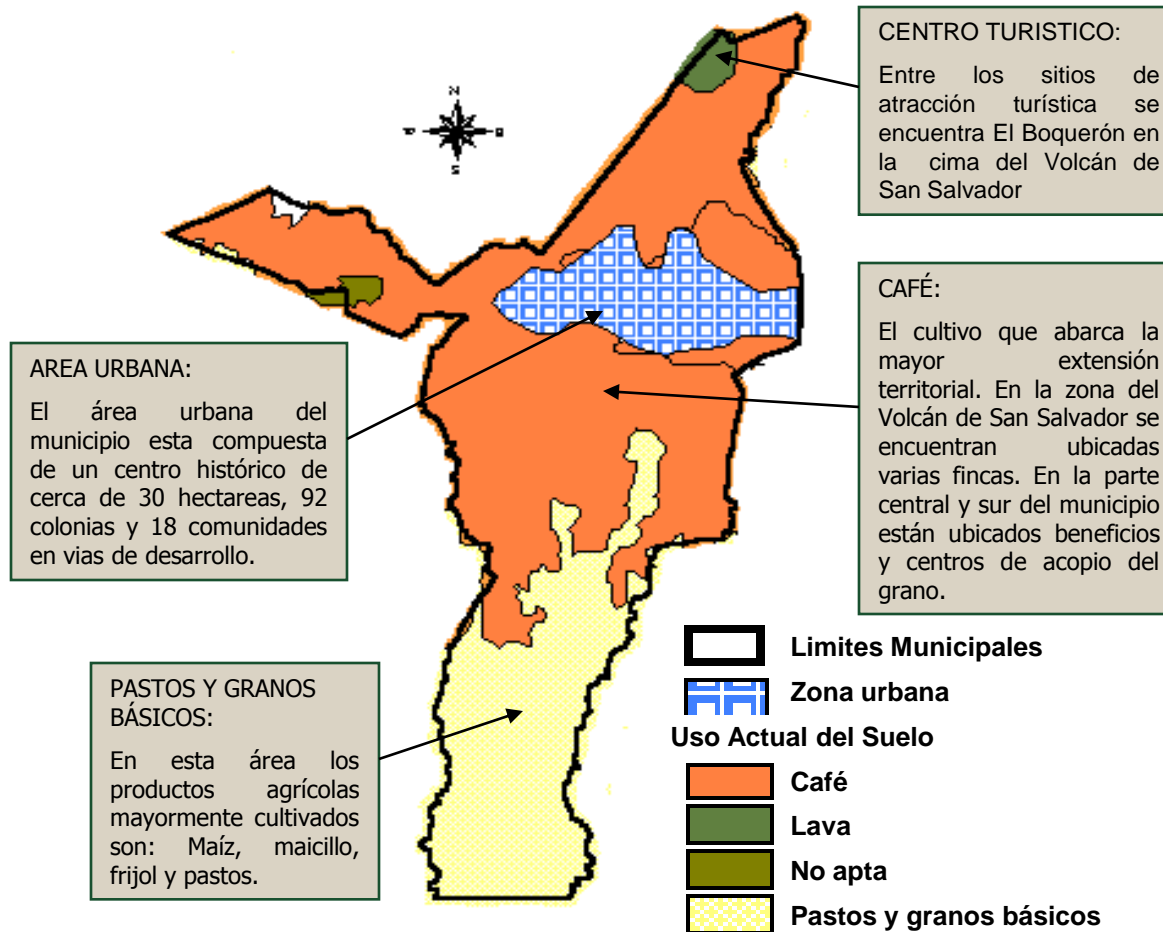 CENTRO TURISTICO:
Entre los sitios de
atracción turística se
encuentra El Boquerón en
la cima del Volcán de
San Salvador
N
S
CAFÉ:
El cultivo que abarca la
mayor extensión
territorial. En la zona del
Volcán de San Salvador se
encuentran ubicadas
varias fincas. En la parte
central y sur del municipio
están ubicados beneficios
y centros de acopio del
grano.
AREA URBANA:
El área urbana del
municipio esta compuesta
de un centro histórico de
cerca de 30 hectareas, 92
colonias y 18 comunidades
en vias de desarrollo.
PASTOS Y GRANOS
BÁSICOS:
En esta área los
productos agrícolas
mayormente cultivados
son: Maíz, maicillo,
frijol y pastos.
Limites Municipales
Zona urbana
Uso Actual del Suelo
Café
Lava
No apta
Pastos y granos básicos